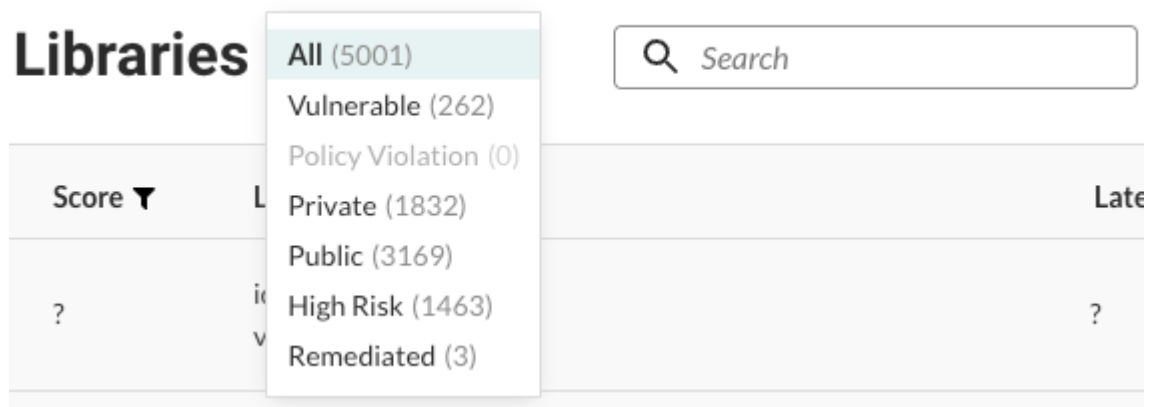 Libraries
All (5001)
Search
Vulnerable (262)
Policy Violation (0)
Private (1832)
Public (3169)
High Risk (1463)
Remediated (3)
Score
?
?